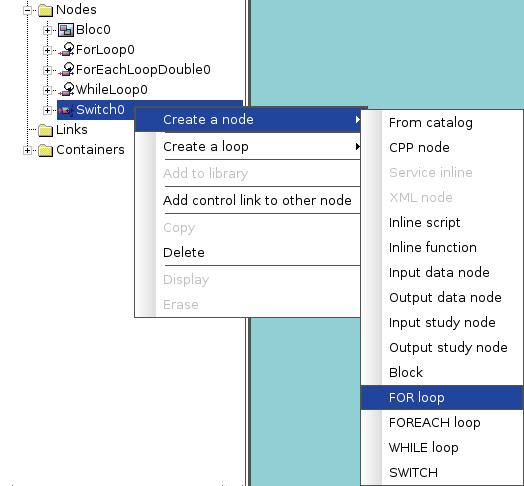 Nodes
Bloc0
ForLoop0
ForEachLoopDouble0
WhileLoop0
Switch0
Links
Containers
Create a node
Create a loop
Add to library
Add control link to other node
Copy
Delete
Display
Erase
From catalog
CPP node
Service inline
XML node
Inline script
Inline function
Input data node
Output data node
Input study node
Output study node
Block
FOR loop
FOREACH loop
WHILE loop
SWITCH